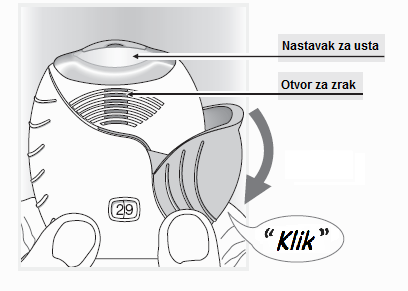 Nastavak za usta
Otvor za zrak
29
“Klik”